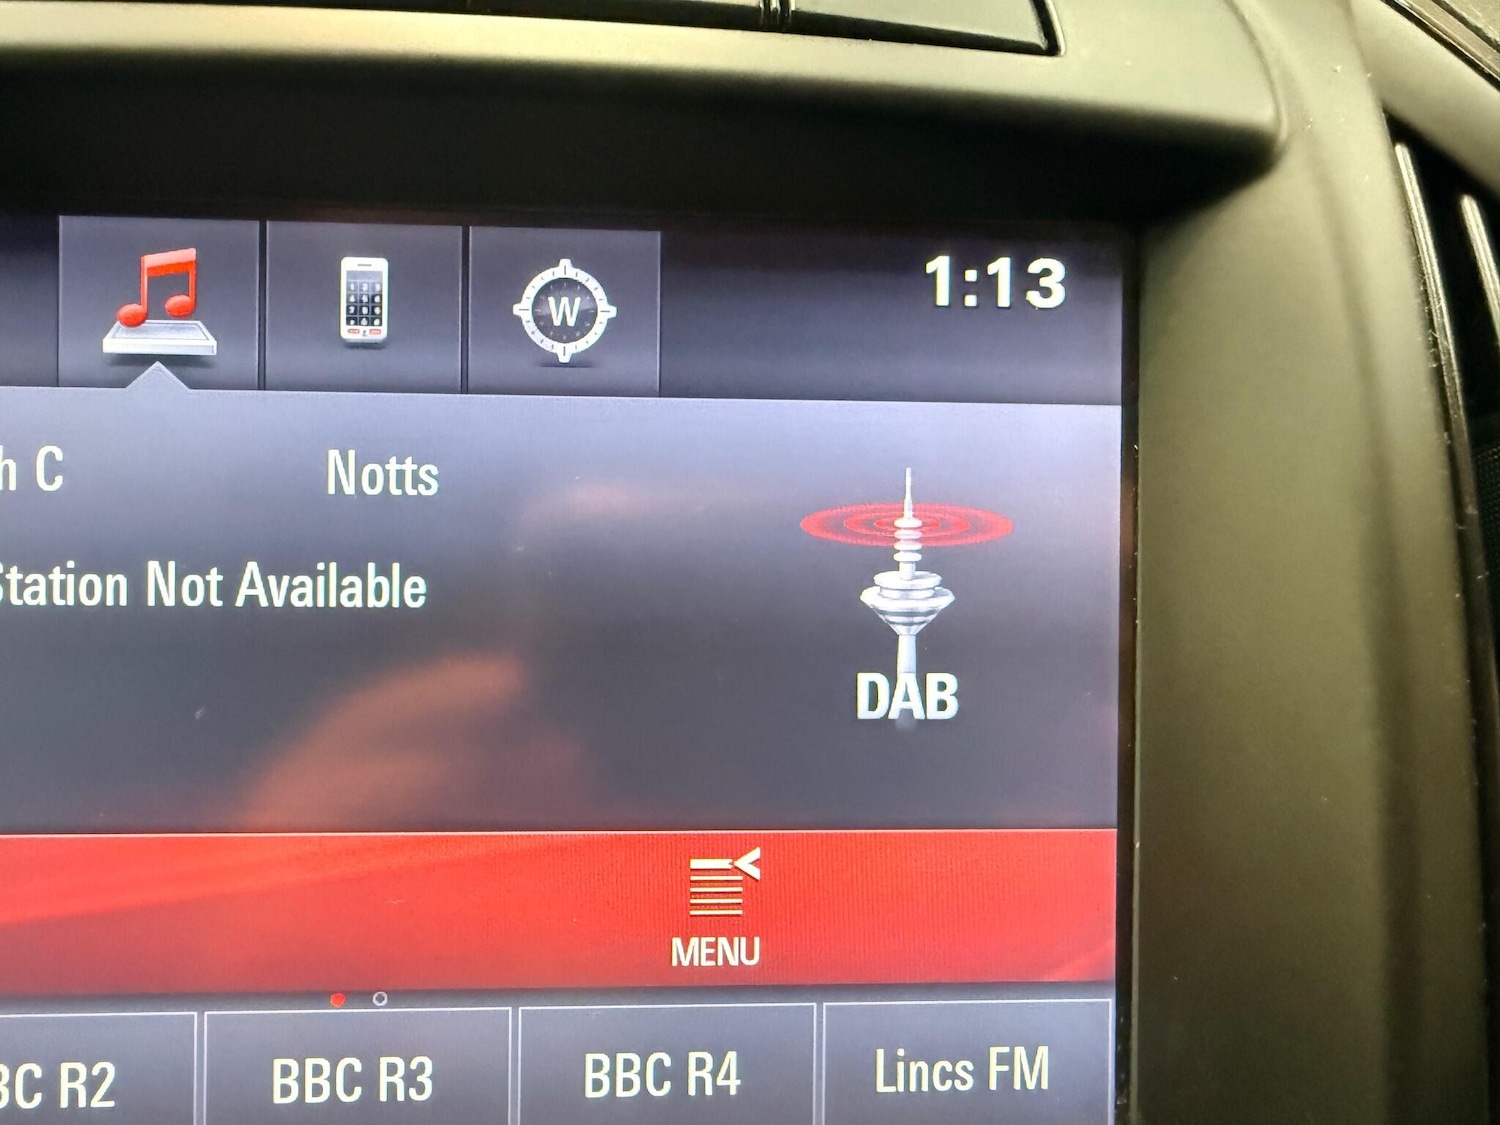 W
1:13
h C Notts
Station Not Available
DAB
MENU
BC R2 BBC R3 BBC R4 Lincs FM